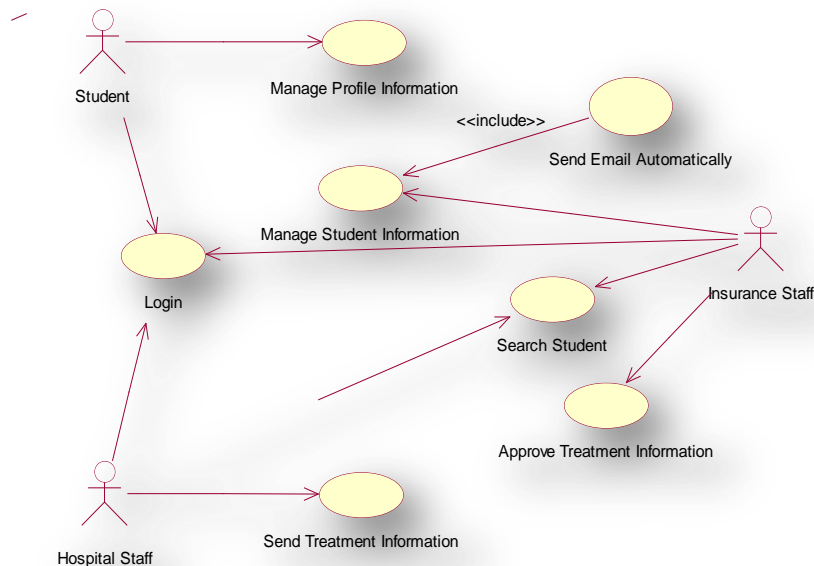 Student
Manage Profile Information
<<include>>
Send Email Automatically
Manage Student Information
Login
Insurance Staff
Search Student
Approve Treatment Information
Hospital Staff
Send Treatment Information